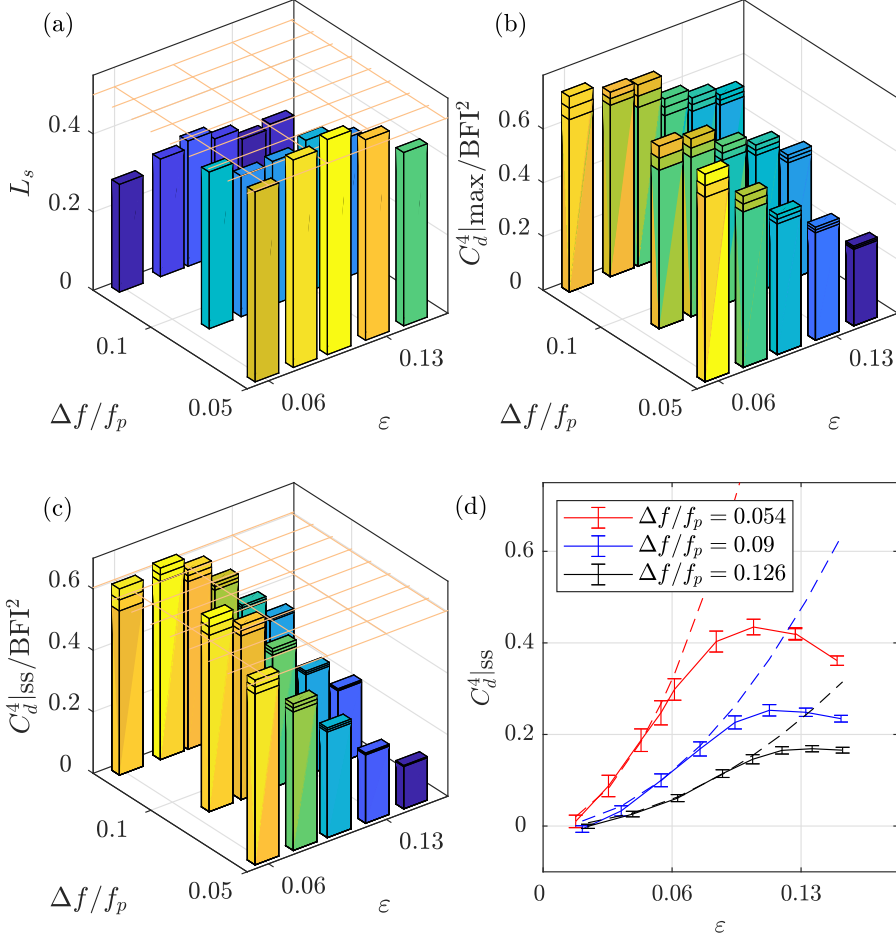 (a)
0.4
0.2
0
L_s
0.1
0.05
0.06
0.13
Δf/f_p
ε
(b)
0.6
0.4
0.2
0
C_d^4|max/BFI^2
0.1
0.05
0.06
0.13
Δf/f_p
ε
(c)
0.6
0.4
0.2
0
C_d^4|ss/BFI^2
0.1
0.05
0.06
0.13
Δf/f_p
ε
(d)
Δf/f_p = 0.054
Δf/f_p = 0.09
Δf/f_p = 0.126
0.6
0.4
0.2
0
C_d^4|ss
0
0.06
0.13
ε